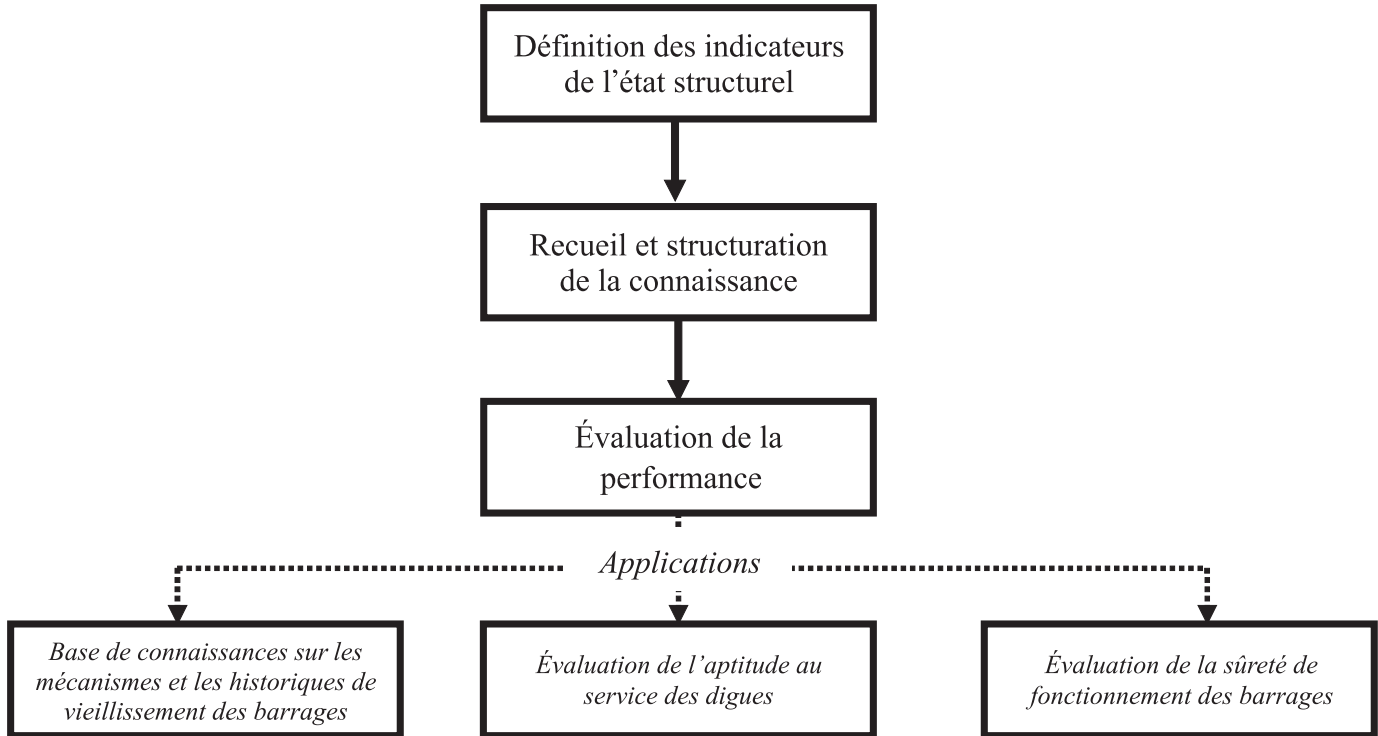 Définition des indicateurs
de l’état structurel
Recueil et structuration
de la connaissance
Évaluation de la
performance
Applications
Base de connaissances sur les
mécanismes et les historiques de
vieillissement des barrages
Évaluation de l’aptitude au
service des digues
Évaluation de la sûreté de
fonctionnement des barrages